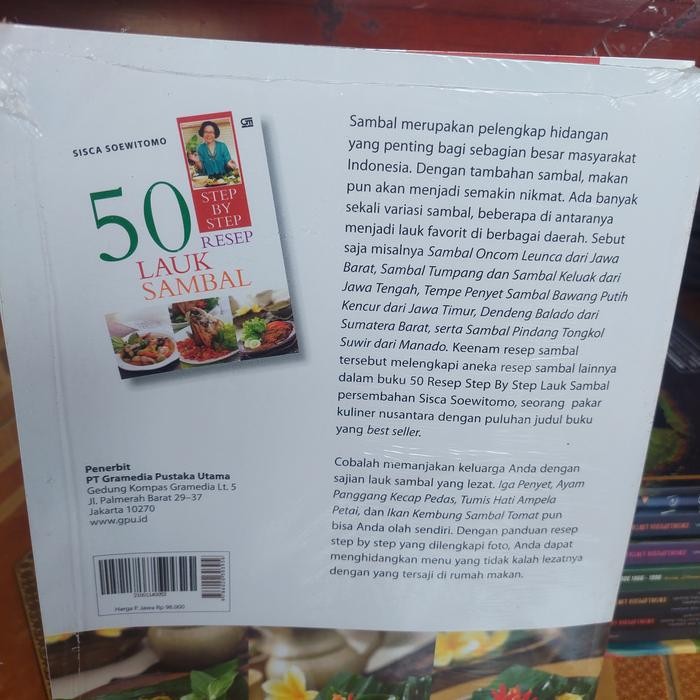 SISCA SOEWITOMO
50
STEP
BY
STEP
RESEP
LAUK
SAMBAL
Sambal merupakan pelengkap hidangan
yang penting bagi sebagian besar masyarakat
Indonesia. Dengan tambahan sambal, makan
pun akan menjadi semakin nikmat. Ada banyak
sekali variasi sambal, beberapa di antaranya
menjadi lauk favorit di berbagai daerah. Sebut
saja misalnya Sambal Oncom Leunca dari Jawa
Barat, Sambal Tumpang dan Sambal Keluak dari
Jawa Tengah, Tempe Penyet Sambal Bawang Putih
Kencur dari Jawa Timur, Dendeng Balado dari
Sumatera Barat, serta Sambal Pindang Tongkol
Suwir dari Manado. Keenam resep sambal
tersebut melengkapi aneka resep sambal lainnya
dalam buku 50 Resep Step By Step Lauk Sambal
persembahan Sisca Soewitomo, seorang pakar
kuliner nusantara dengan puluhan judul buku
yang best seller.
Cobalah memanjakan keluarga Anda dengan
sajian lauk sambal yang lezat. Iga Penyet, Ayam
Panggang Kecap Pedas, Tumis Hati Ampela
Petai, dan Ikan Kembung Sambal Tomat pun
bisa Anda olah sendiri. Dengan panduan resep
step by step yang dilengkapi foto, Anda dapat
menghidangkan menu yang tidak kalah lezatnya
dengan yang tersaji di rumah makan.
Penerbit
PT Gramedia Pustaka Utama
Gedung Kompas Gramedia Lt. 5
Jl. Palmerah Barat 29–37
Jakarta 10270
www.gpu.id
Harga P. Jawa Rp 98.000